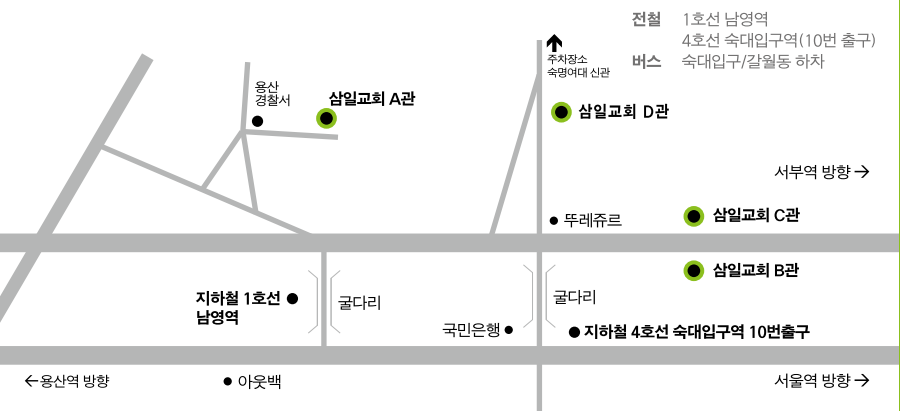 전철 1호선 남영역
4호선 숙대입구역(10번 출구)
버스 숙대입구/갈월동 하차
주차장소
숙명여대 신관
용산
경찰서
삼일교회 A관
삼일교회 D관
서부역 방향→
뚜레쥬르
삼일교회 C관
삼일교회 B관
지하철 1호선
남영역
굴다리
굴다리
국민은행
지하철 4호선 숙대입구역 10번출구
←용산역 방향
아웃백
서울역 방향→